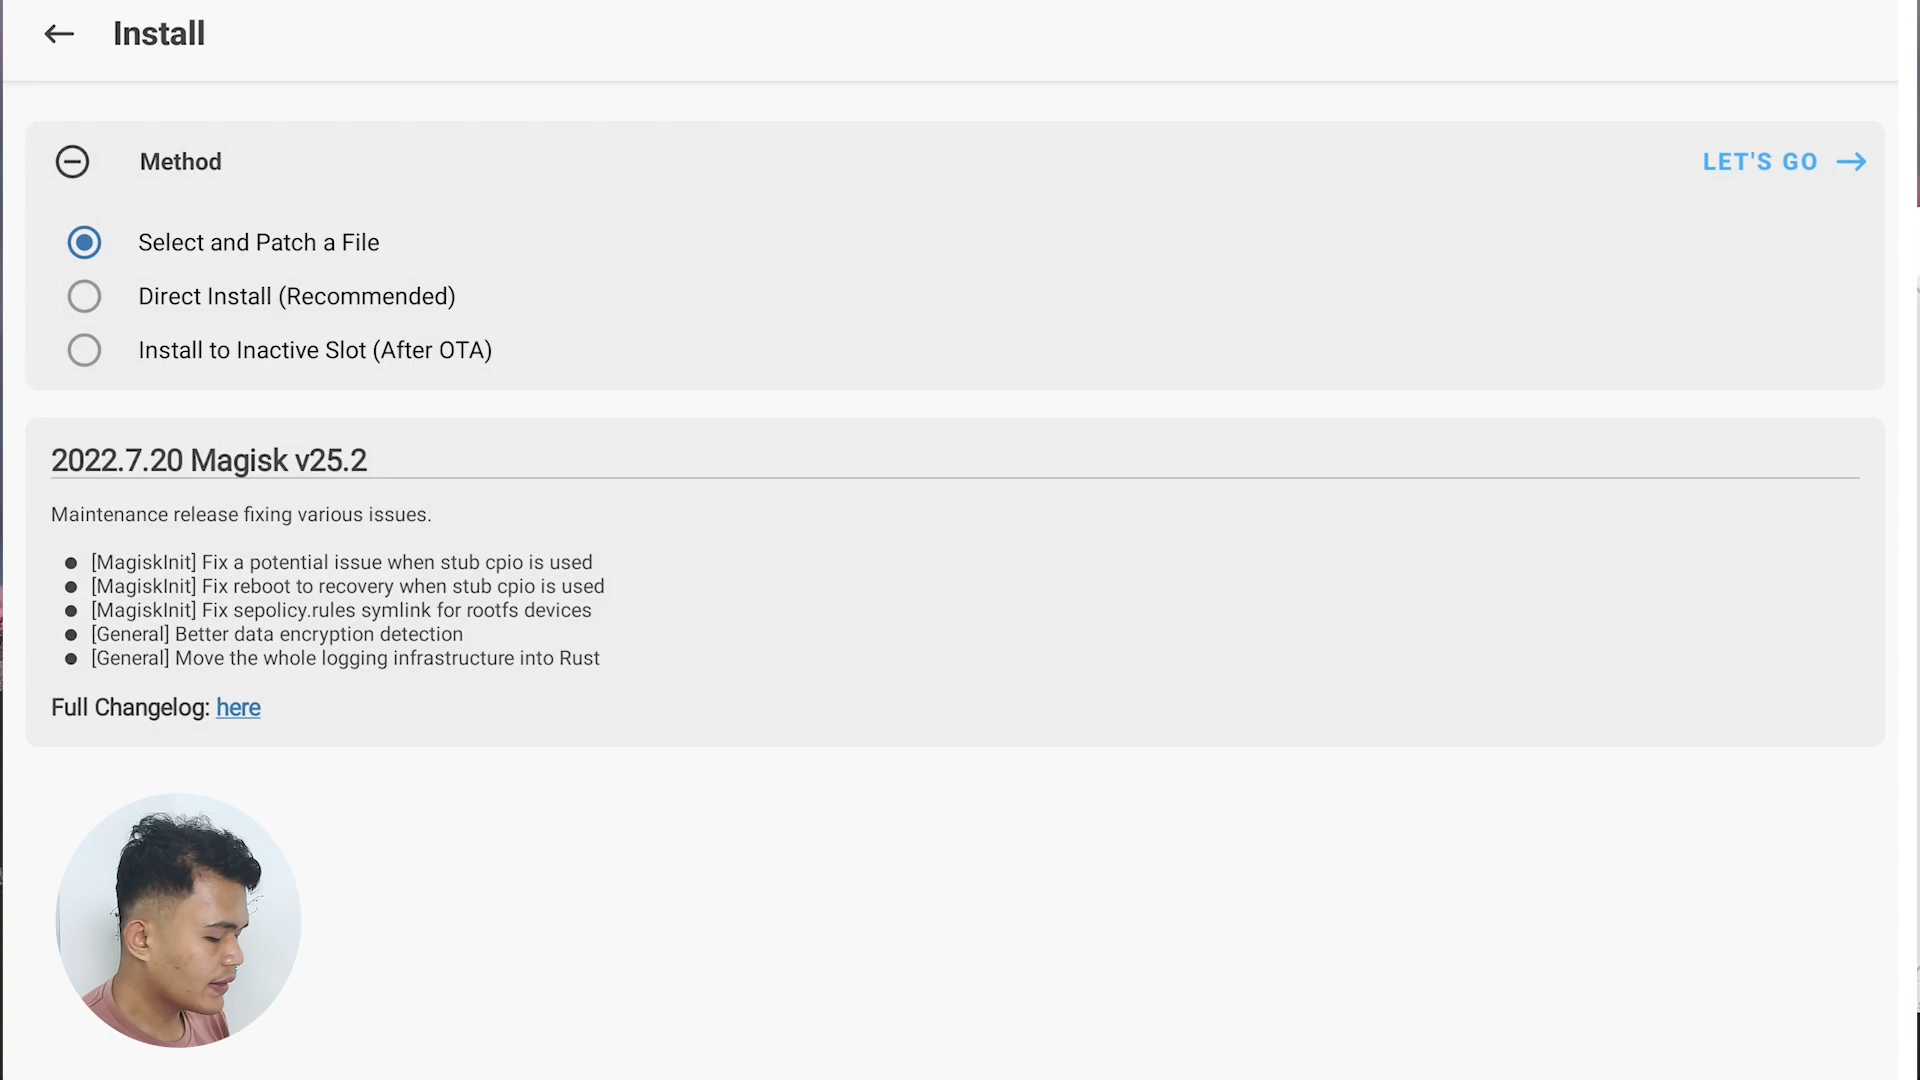 Install
Method
LET'S GO
Select and Patch a File
Direct Install (Recommended)
Install to Inactive Slot (After OTA)
2022.7.20 Magisk v25.2
Maintenance release fixing various issues.
[MagiskInit] Fix a potential issue when stub cpio is used
[MagiskInit] Fix reboot to recovery when stub cpio is used
[MagiskInit] Fix sepolicy.rules symlink for rootfs devices
[General] Better data encryption detection
[General] Move the whole logging infrastructure into Rust
Full Changelog: here